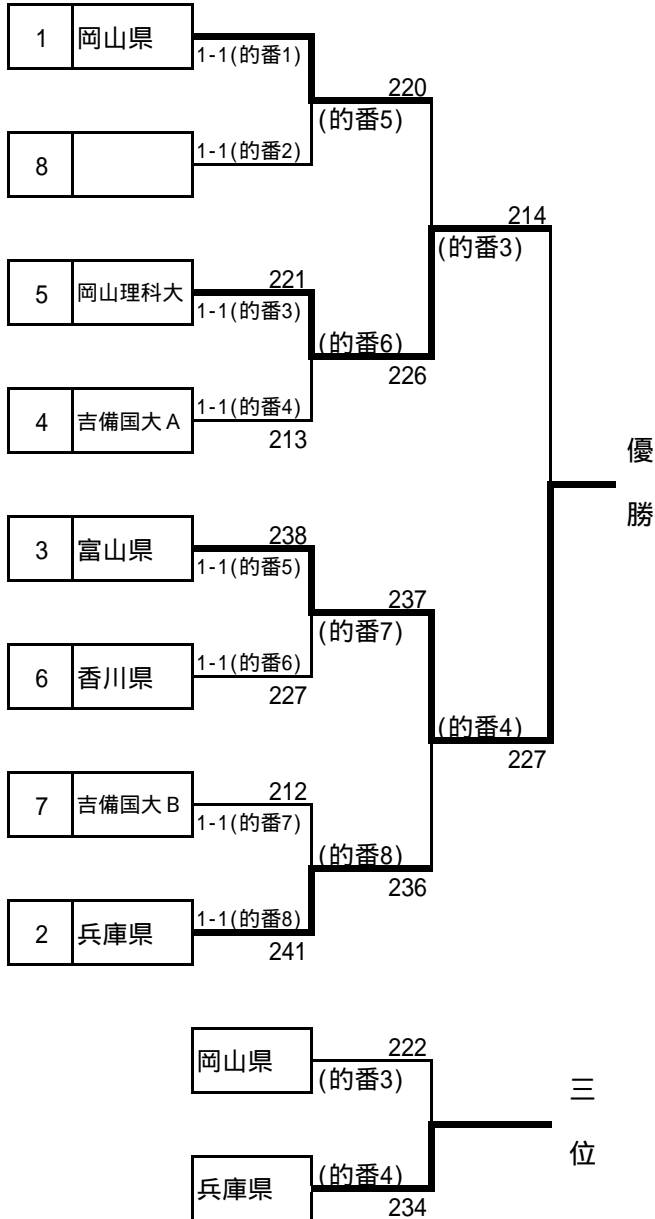 1 岡山県
1-1(的番1)
220
(的番5)
1-1(的番2)
8
214
(的番3)
221
5 岡山理科大
1-1(的番3)
(的番6)
226
1-1(的番4)
4 吉備国大A
213
優
勝
238
3 富山県
1-1(的番5)
237
(的番7)
1-1(的番6)
6 香川県
227
(的番4)
227
212
7 吉備国大B
1-1(的番7)
(的番8)
236
1-1(的番8)
2 兵庫県
241
222
岡山県
(的番3)
三
位
(的番4)
兵庫県
234